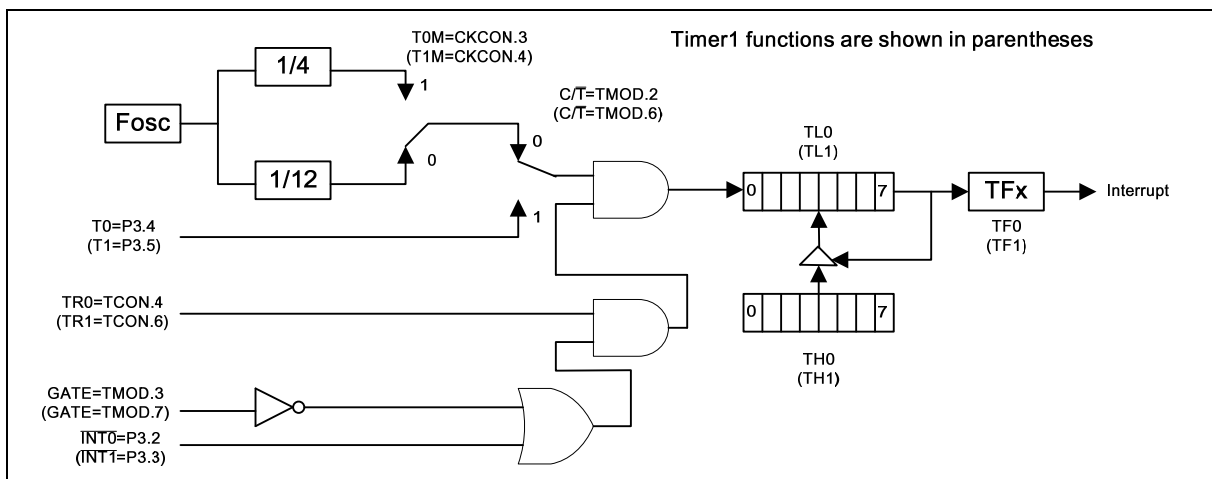 Timer1 functions are shown in parentheses
T0M=CKCON.3
(T1M=CKCON.4)
1/4
1
C/T̅=TMOD.2
(C/T̅=TMOD.6)
Fosc
0
0
TL0
(TL1)
1/12
0
7
TFx
Interrupt
T0=P3.4
(T1=P3.5)
1
TF0
(TF1)
TR0=TCON.4
(TR1=TCON.6)
0
7
TH0
(TH1)
GATE=TMOD.3
(GATE=TMOD.7)
I̅N̅T̅0̅=P3.2
(I̅N̅T̅1̅=P3.3)